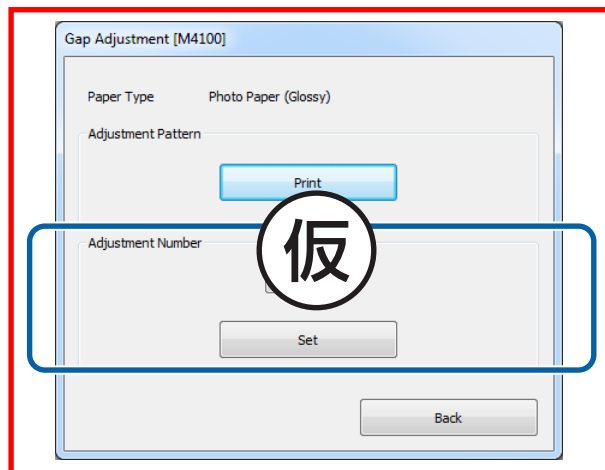 Gap Adjustment [M4100]
Paper Type Photo Paper (Glossy)
Adjustment Pattern
Print
Adjustment Number
仮
Set
Back